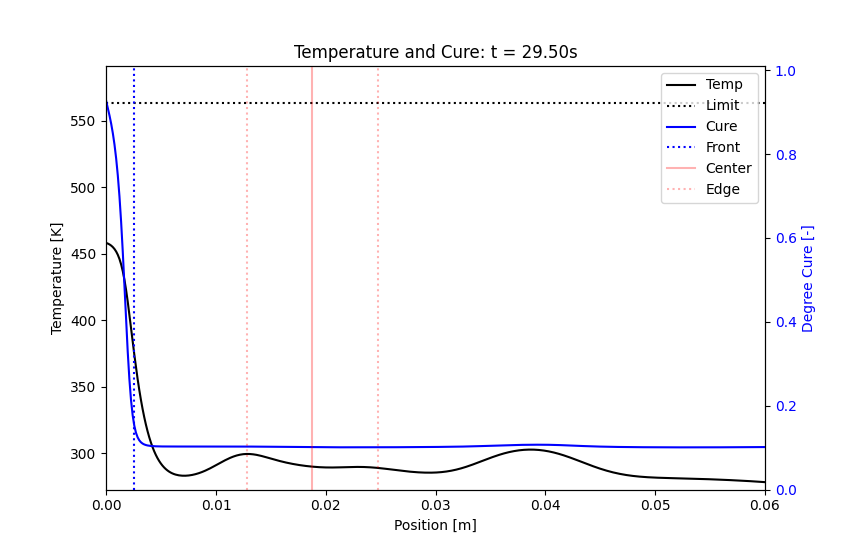 Temperature and Cure: t = 29.50s
Temperature [K]
550
500
450
400
350
300
1.0
0.8
0.6
0.4
0.2
0.0
Degree Cure [-]
Temp
Limit
Cure
Front
Center
Edge
0.00
0.01
0.02
0.03
0.04
0.05
0.06
Position [m]